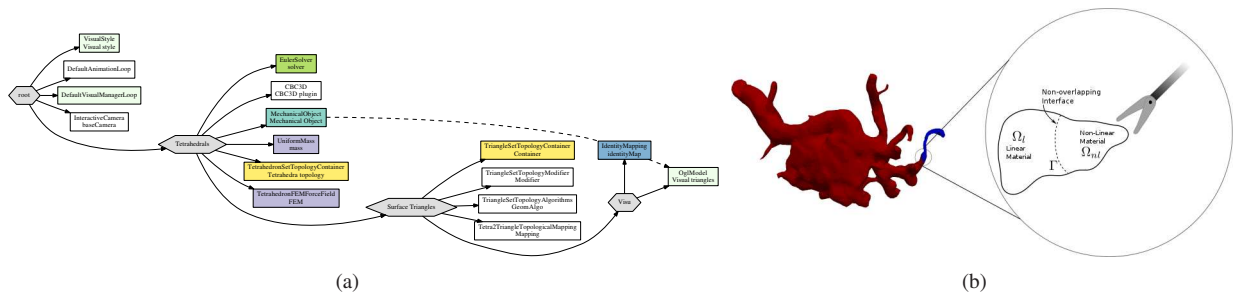 VisualStyle
Visual style
DefaultAnimationLoop
root
DefaultVisualManagerLoop
InteractiveCamera
baseCamera
EulerSolver
solver
CBC3D
CBC3D plugin
MechanicalObject
Mechanical Object
Tetrahedrals
UniformMass
mass
TetrahedronSetTopologyContainer
Tetrahedra topology
TetrahedronFEMForceField
FEM
TriangleSetTopologyContainer
Container
TriangleSetTopologyModifier
Modifier
Surface Triangles
TriangleSetTopologyAlgorithms
GeomAlgo
Tetra2TriangleTopologicalMapping
Mapping
IdentityMapping
identityMap
OglModel
Visual triangles
Visu
(a)
Non-overlapping
Interface
Ωl
Linear
Material
Non-Linear
Material
Ωnl
Γ
(b)